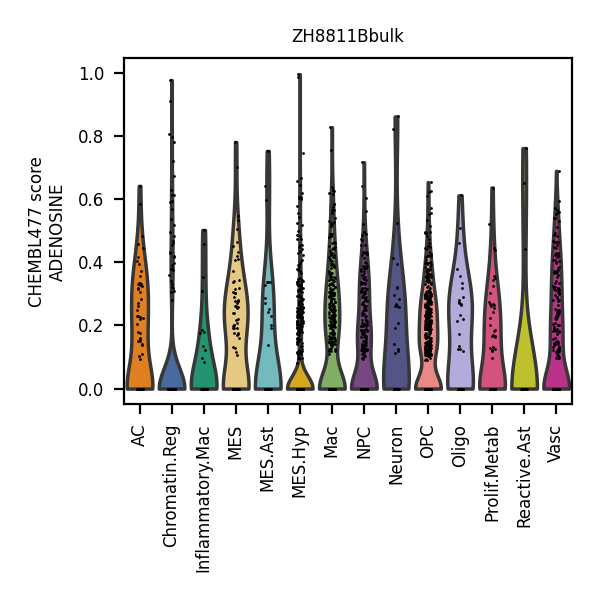 ZH8811Bbulk
CHEMBL477 score
ADENOSINE
1.0
0.8
0.6
0.4
0.2
0.0
AC
Chromatin.Reg
Inflammatory.Mac
MES
MES.Ast
MES.Hyp
Mac
NPC
Neuron
OPC
Oligo
Prolif.Metab
Reactive.Ast
Vasc